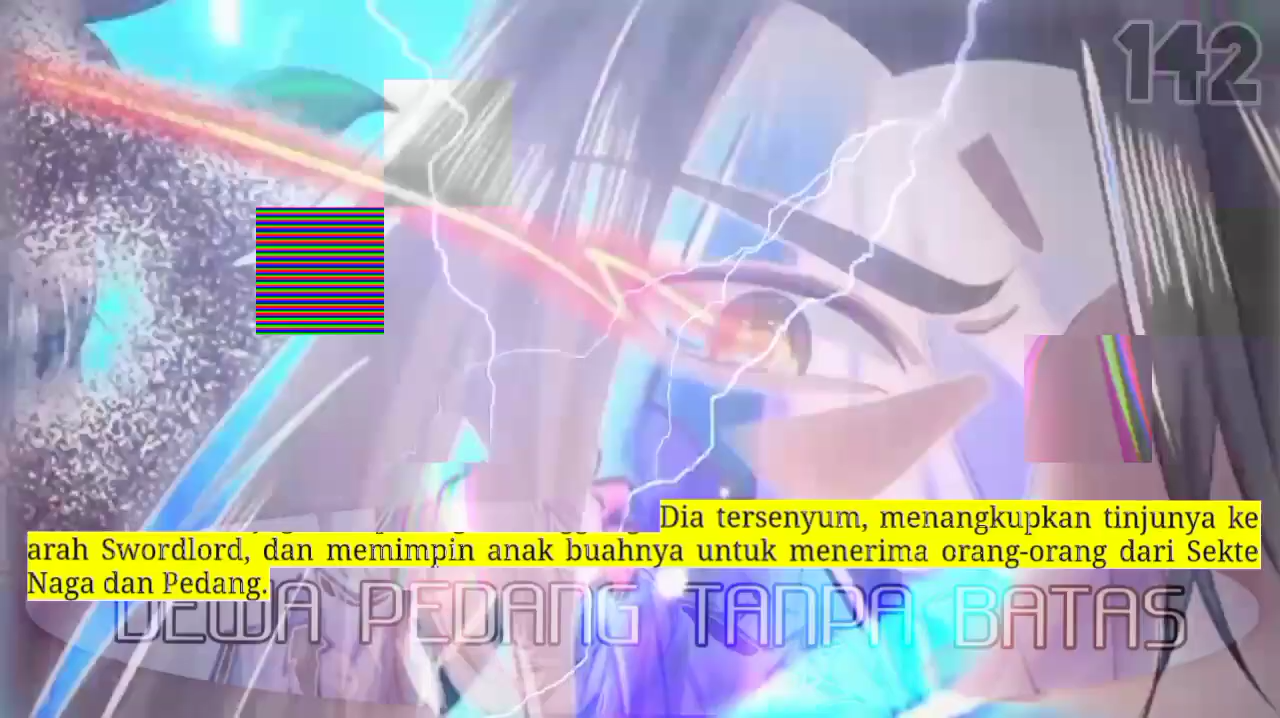 142
Dia tersenyum, menangkupkan tinjunya ke
arah Swordlord, dan memimpin anak buahnya untuk menerima orang-orang dari Sekte
Naga dan Pedang.
DEWA PEDANG TANPA BATAS